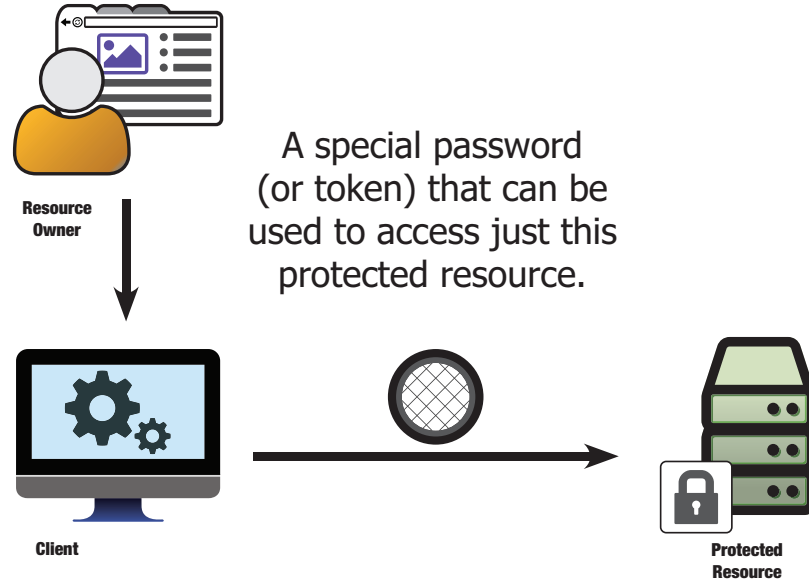 A special password
(or token) that can be
used to access just this
protected resource.
Resource
Owner
Client
Protected
Resource